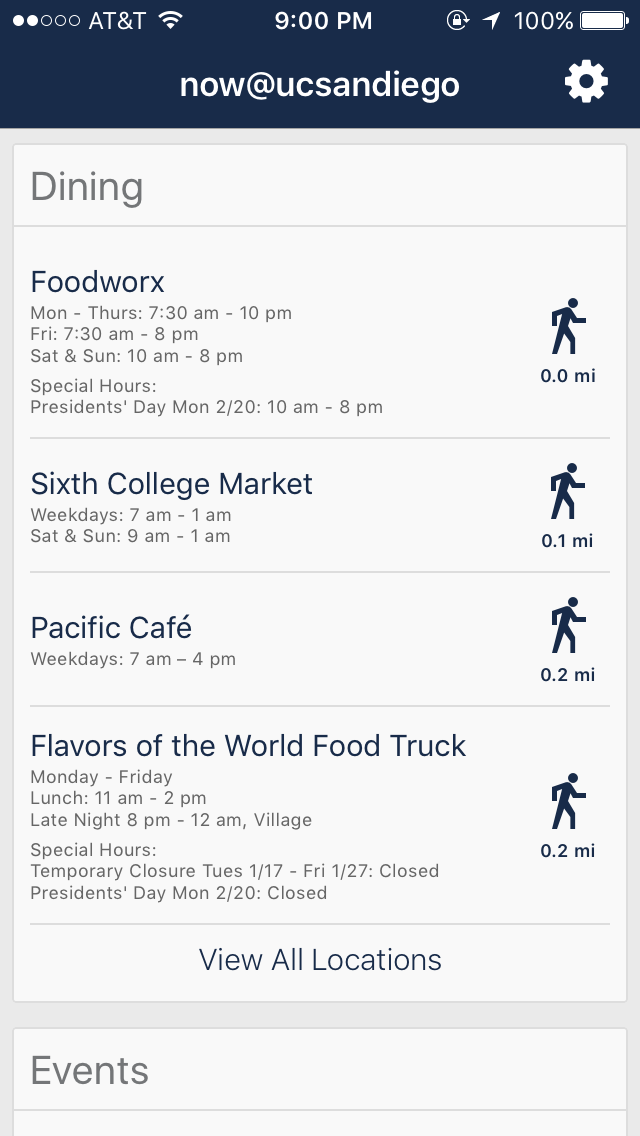 AT&T 9:00 PM 100%
now@ucsandiego
Dining
Foodworx
Mon - Thurs: 7:30 am - 10 pm
Fri: 7:30 am - 8 pm
Sat & Sun: 10 am - 8 pm
Special Hours:
Presidents' Day Mon 2/20: 10 am - 8 pm
0.0 mi
Sixth College Market
Weekdays: 7 am - 1 am
Sat & Sun: 9 am - 1 am
0.1 mi
Pacific Café
Weekdays: 7 am – 4 pm
0.2 mi
Flavors of the World Food Truck
Monday - Friday
Lunch: 11 am - 2 pm
Late Night 8 pm - 12 am, Village
Special Hours:
Temporary Closure Tues 1/17 - Fri 1/27: Closed
Presidents' Day Mon 2/20: Closed
0.2 mi
View All Locations
Events